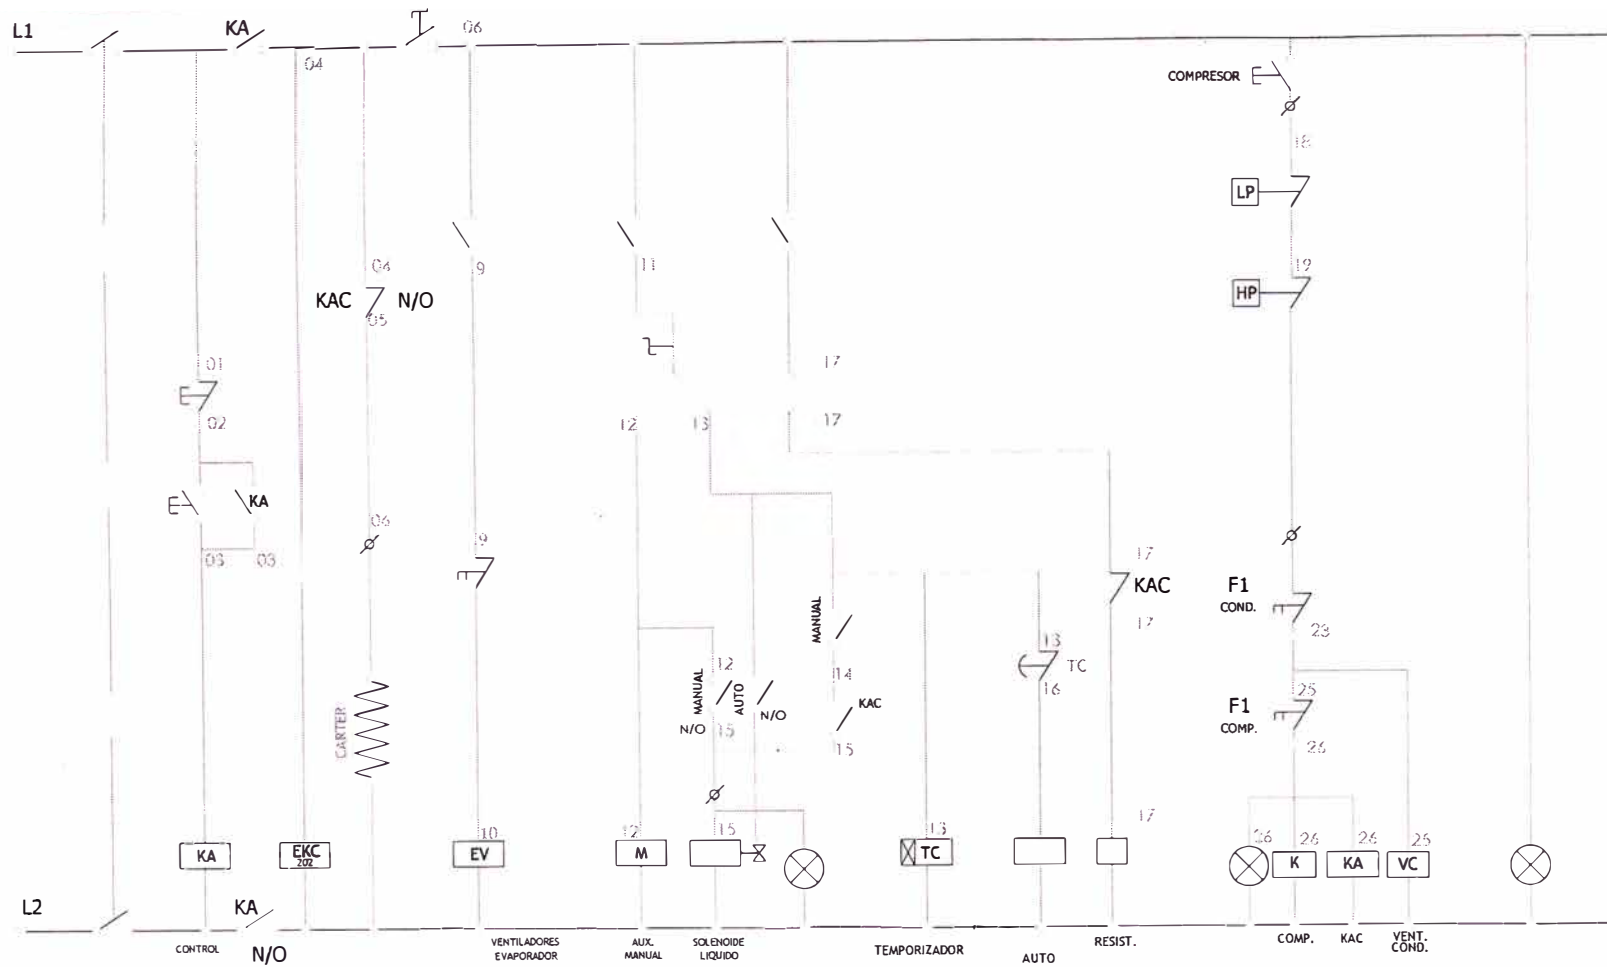 L1
KA
06
04
COMPRESOR
18
LP
19
HP
9
11
04
KAC N/O
05
17
01
02
12
13
17
KA
03
03
06
9
17
KAC
17
F1
COND.
23
MANUAL
13
TC
16
12
14
MANUAL
AUTO
N/O
N/O
15
KAC
15
25
F1
COMP.
26
CARTER
10
12
15
13
17
26
26
26
25
KA
EKC
202
EV
M
TC
K
KA
VC
L2
KA
CONTROL
N/O
VENTILADORES
EVAPORADOR
AUX.
MANUAL
SOLENOIDE
LIQUIDO
TEMPORIZADOR
AUTO
RESIST.
COMP.
KAC
VENT.
COND.